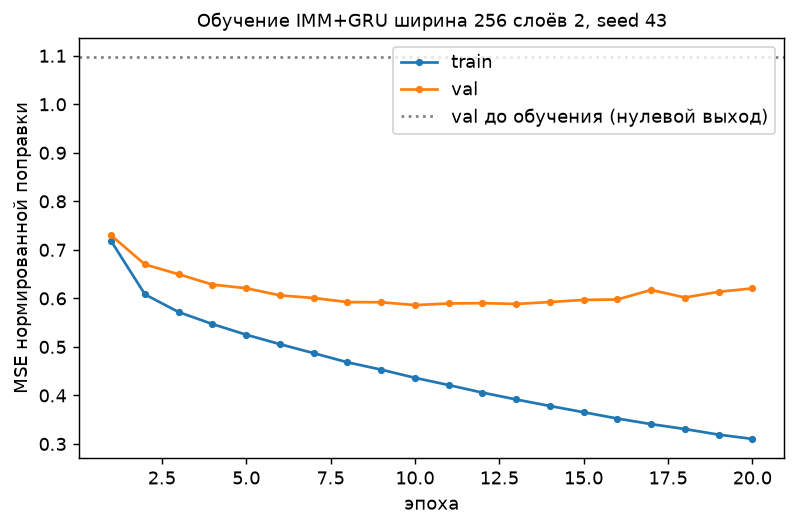 Обучение IMM+GRU ширина 256 слоёв 2, seed 43
MSE нормированной поправки
1.1
1.0
0.9
0.8
0.7
0.6
0.5
0.4
0.3
train
val
val до обучения (нулевой выход)
2.5 5.0 7.5 10.0 12.5 15.0 17.5 20.0
эпоха